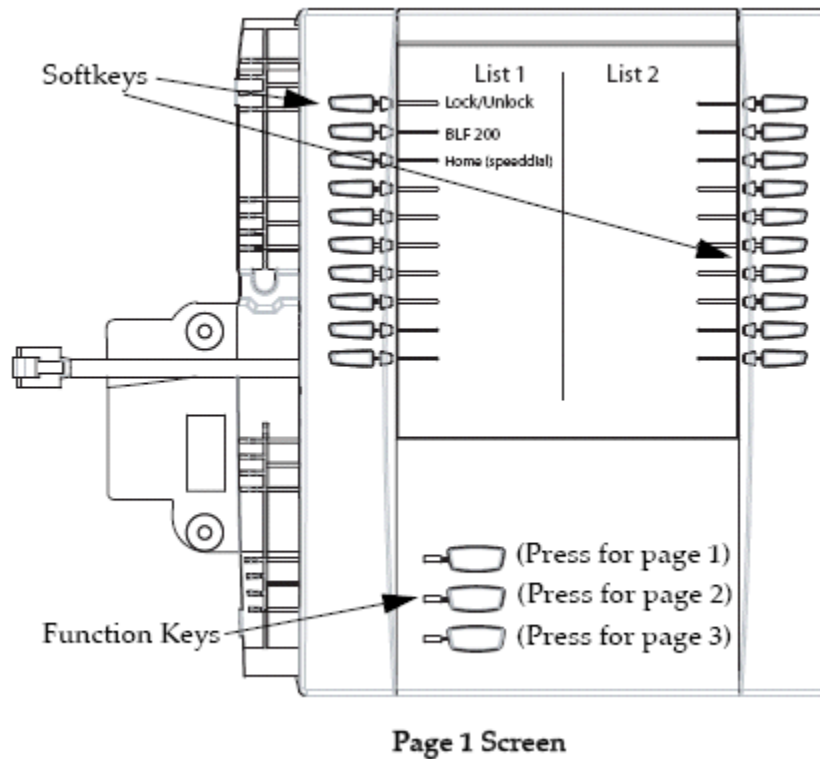 Softkeys
List 1
List 2
Lock/Unlock
BLF 200
Home (speeddial)
(Press for page 1)
(Press for page 2)
Function Keys
(Press for page 3)
Page 1 Screen